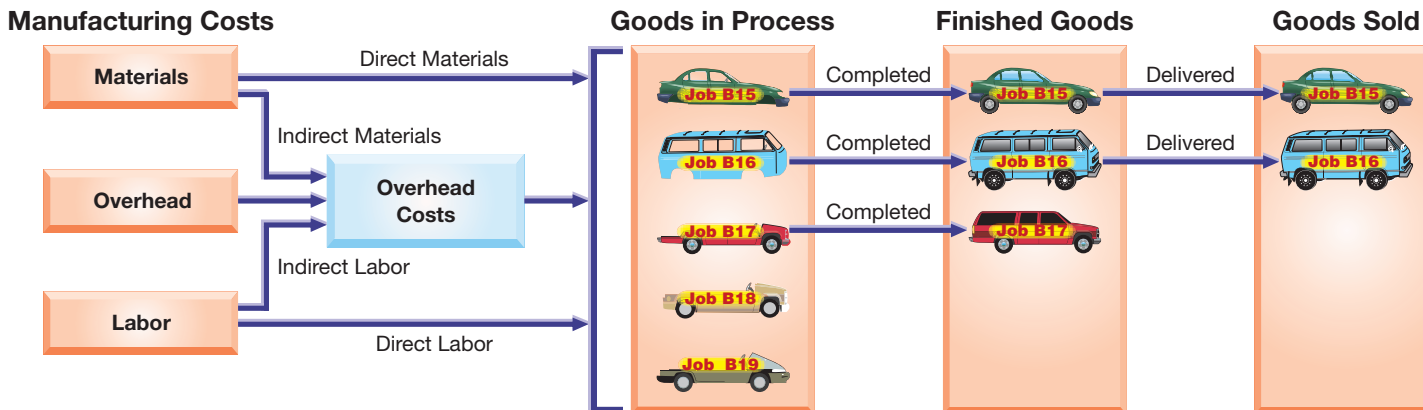 Manufacturing Costs
Goods in Process
Finished Goods
Goods Sold
Materials
Direct Materials
Indirect Materials
Overhead
Overhead
Costs
Indirect Labor
Labor
Direct Labor
Job B15
Completed
Job B15
Delivered
Job B15
Job B16
Completed
Job B16
Delivered
Job B16
Job B17
Completed
Job B17
Job B18
Job B19